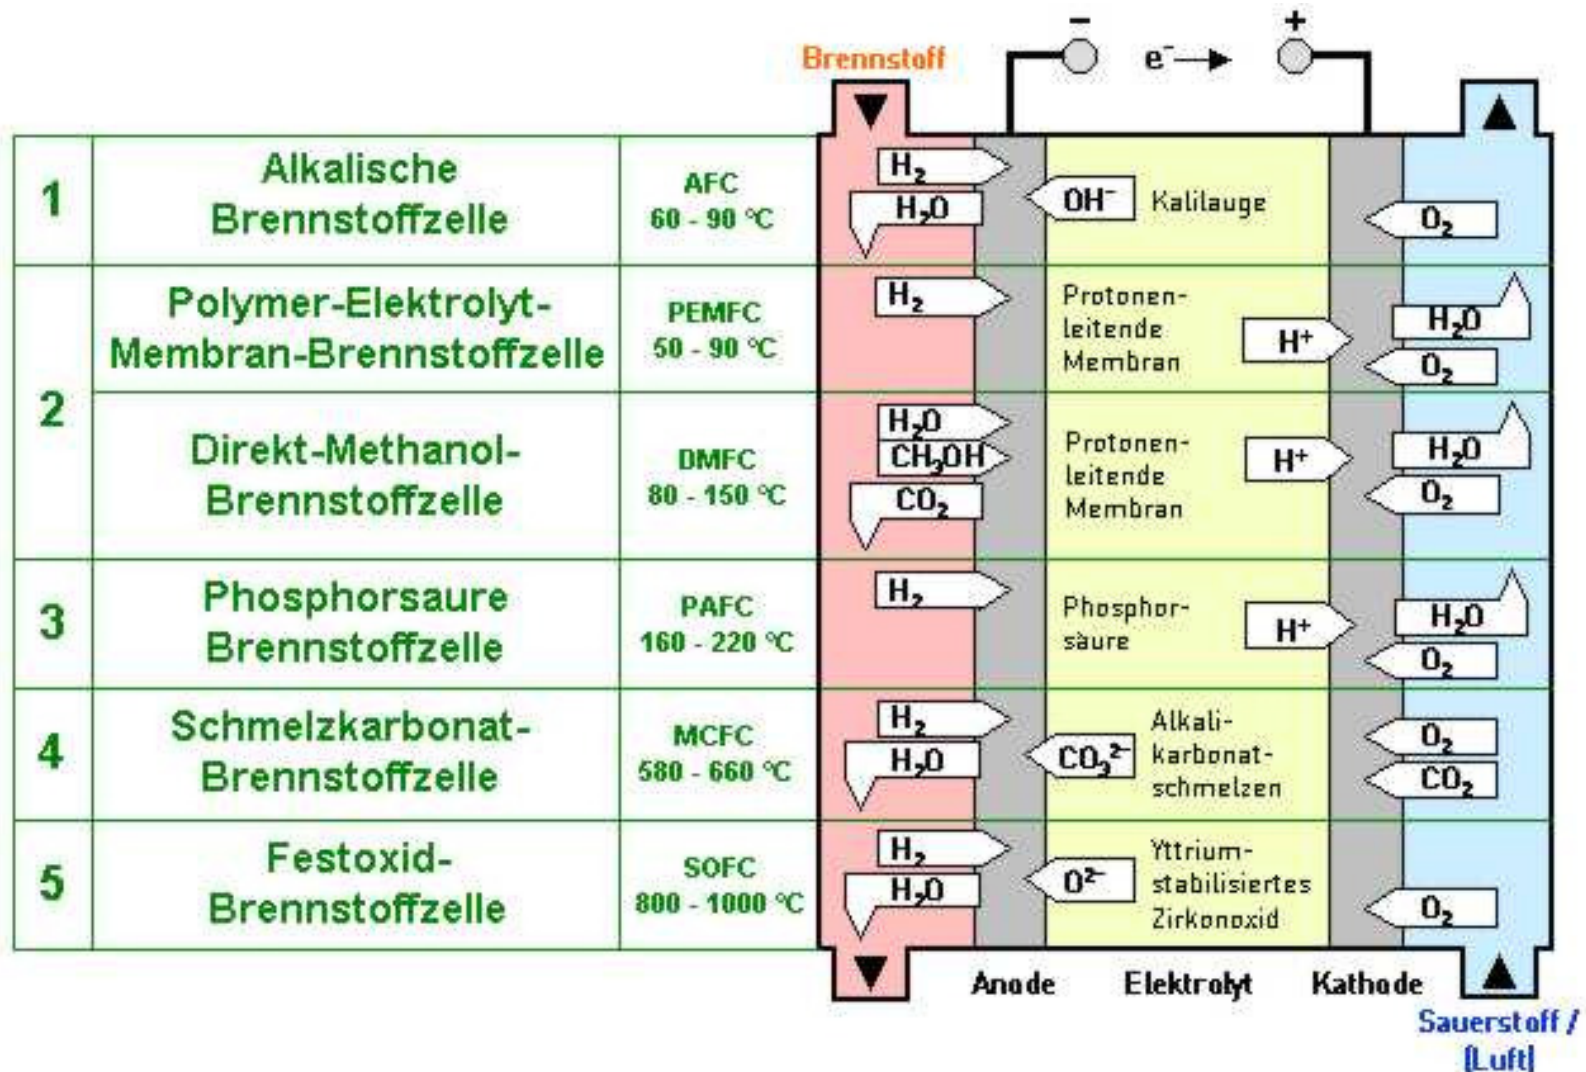 − +
Brennstoff e⁻
1 Alkalische Brennstoffzelle
AFC
60 - 90 °C
H₂
H₂O
OH⁻
Kalilauge
O₂
2 Polymer-Elektrolyt-
Membran-Brennstoffzelle
PEMFC
50 - 90 °C
H₂
Protonen-
leitende
Membran
H⁺
H₂O
O₂
Direkt-Methanol-
Brennstoffzelle
DMFC
80 - 150 °C
H₂O
CH₃OH
CO₂
Protonen-
leitende
Membran
H⁺
H₂O
O₂
3 Phosphorsaure
Brennstoffzelle
PAFC
160 - 220 °C
H₂
Phosphor-
säure
H⁺
H₂O
O₂
4 Schmelzkarbonat-
Brennstoffzelle
MCFC
580 - 660 °C
H₂
H₂O
CO₃²⁻
Alkali-
karbonat-
schmelzen
O₂
CO₂
5 Festoxid-
Brennstoffzelle
SOFC
800 - 1000 °C
H₂
H₂O
O²⁻
Yttrium-
stabilisiertes
Zirkonoxid
O₂
Anode Elektrolyt Kathode
Sauerstoff /
(Luft)